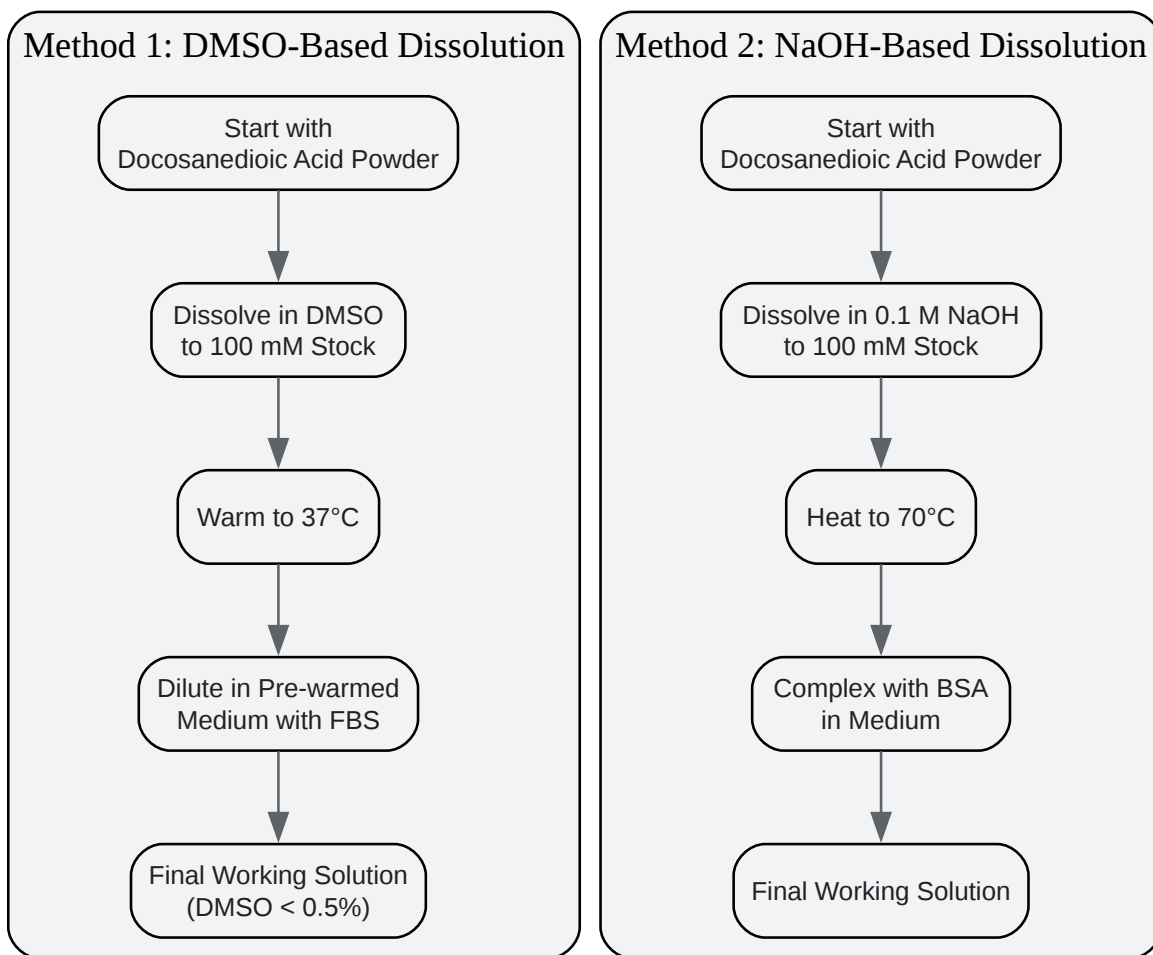 Method 1: DMSO-Based Dissolution
Start with
Docosanedioic Acid Powder
Dissolve in DMSO
to 100 mM Stock
Warm to 37°C
Dilute in Pre-warmed
Medium with FBS
Final Working Solution
(DMSO < 0.5%)
Method 2: NaOH-Based Dissolution
Start with
Docosanedioic Acid Powder
Dissolve in 0.1 M NaOH
to 100 mM Stock
Heat to 70°C
Complex with BSA
in Medium
Final Working Solution